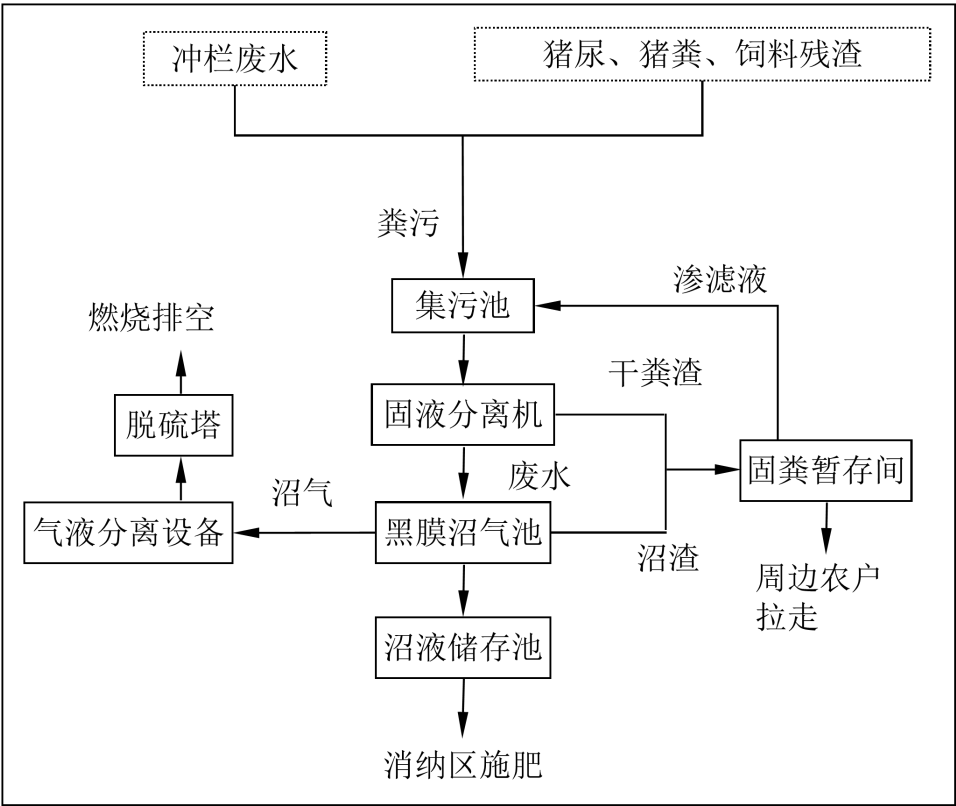 冲栏废水
猪尿、猪粪、饲料残渣
粪污
渗滤液
集污池
燃烧排空
干粪渣
脱硫塔
固液分离机
固粪暂存间
废水
沼气
气液分离设备
黑膜沼气池
沼渣
周边农户
拉走
沼液储存池
消纳区施肥